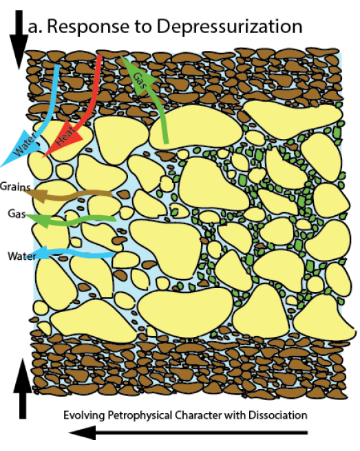 a. Response to Depressurization
Gas
Water
Heat
Grains
Gas
Water
Evolving Petrophysical Character with Dissociation